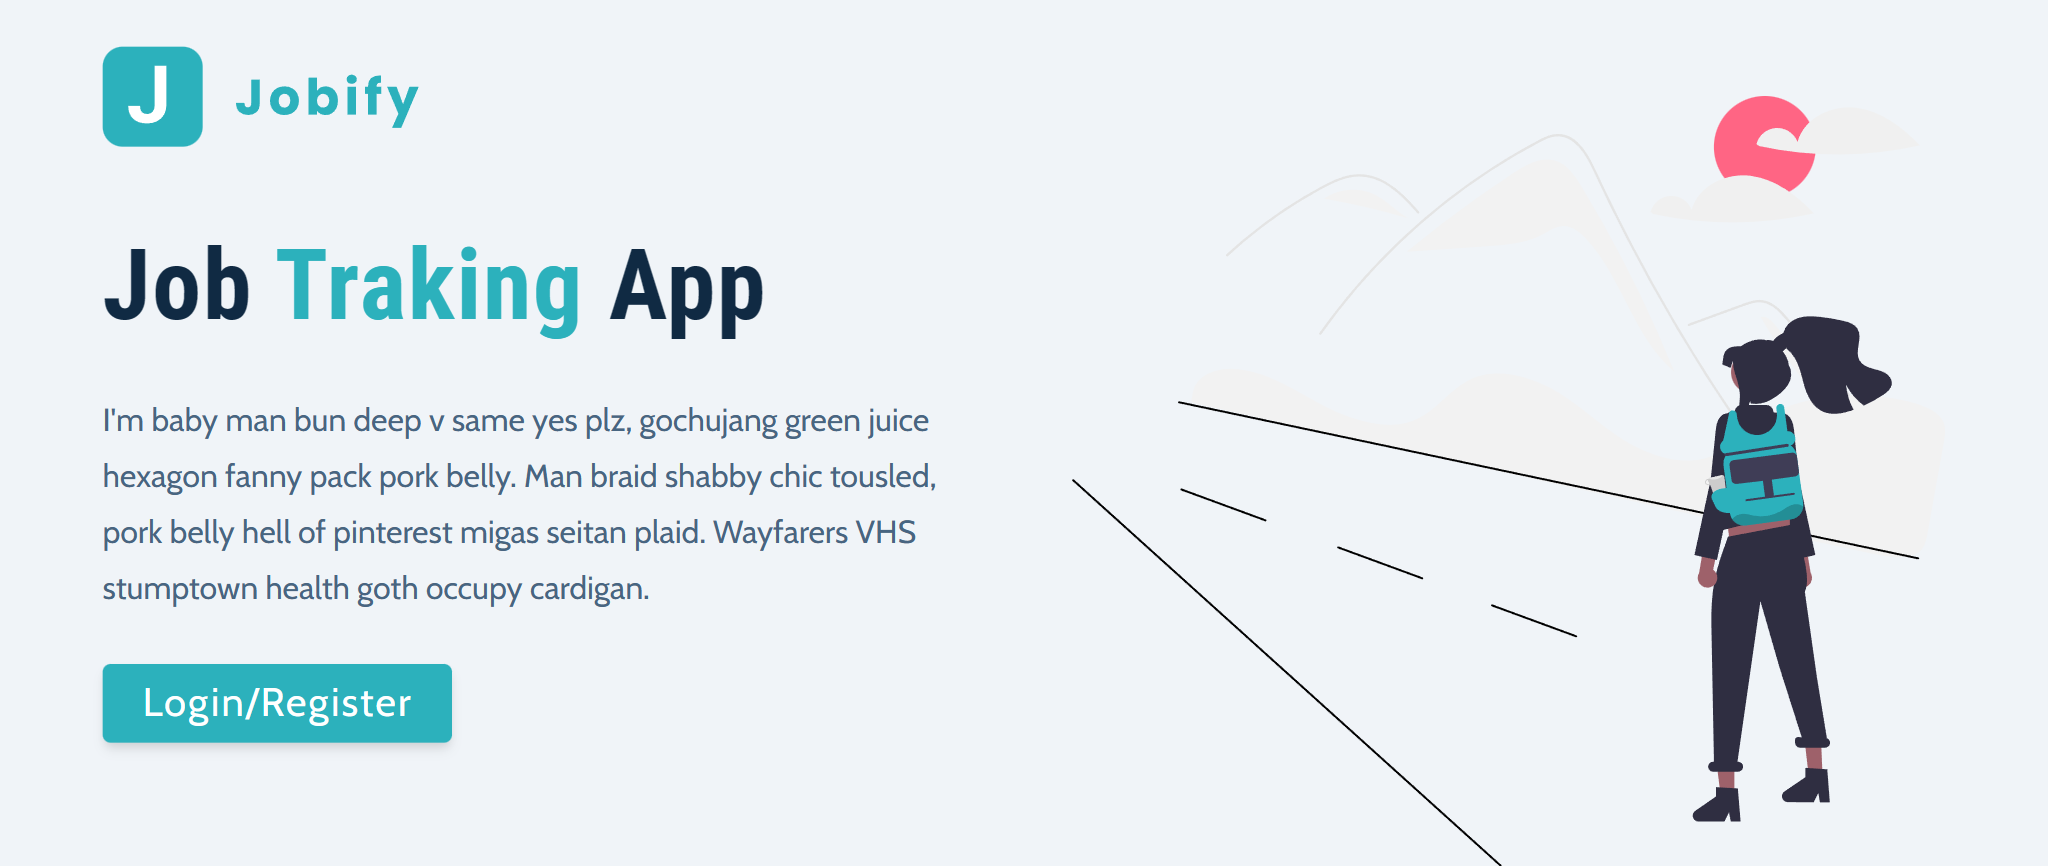 J
Jobify
Job Traking App
I'm baby man bun deep v same yes plz, gochujang green juice
hexagon fanny pack pork belly. Man braid shabby chic tousled,
pork belly hell of pinterest migas seitan plaid. Wayfarers VHS
stumptown health goth occupy cardigan.
Login/Register